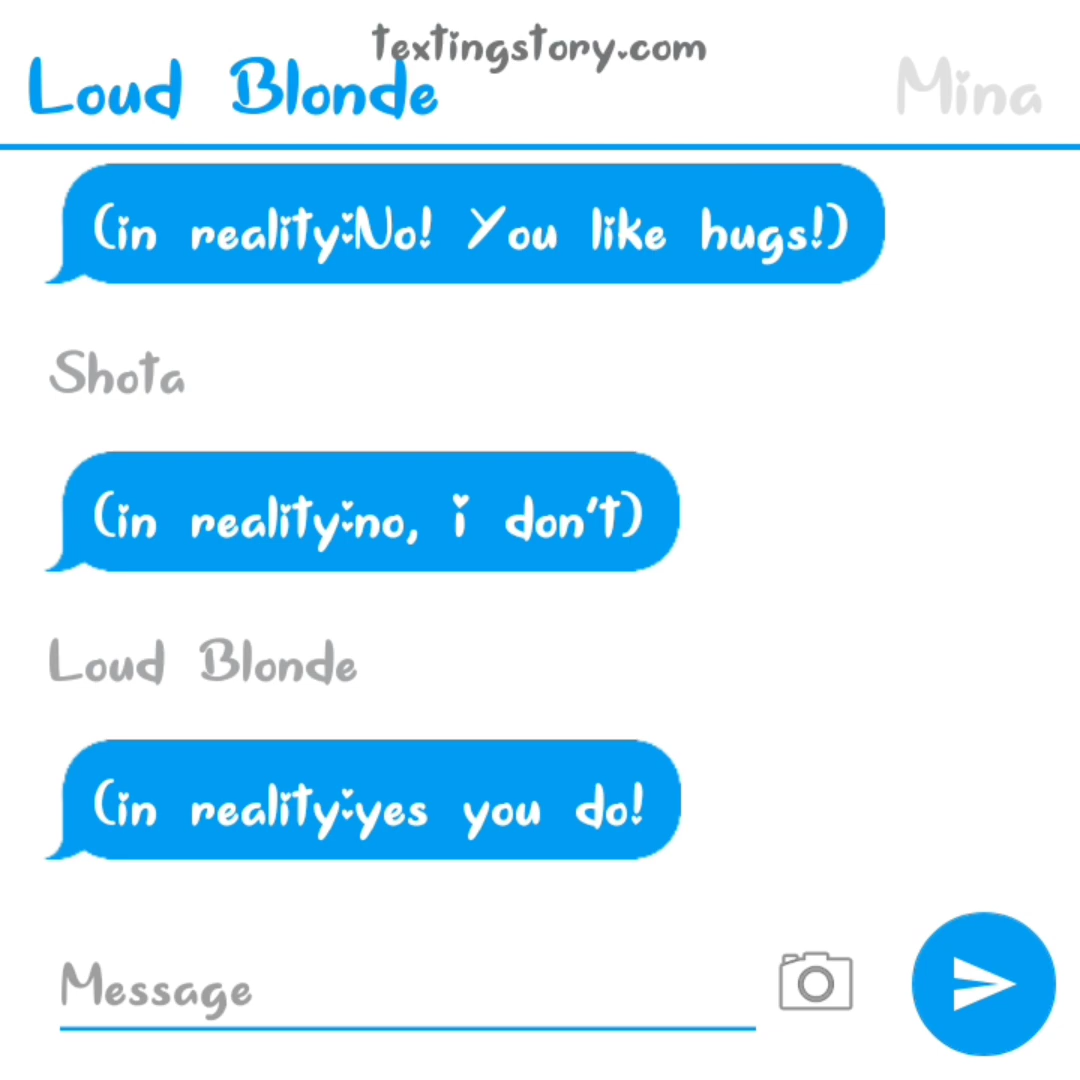 textingstory.com
Loud Blonde Mina
(in reality:No! You like hugs!)
Shota
(in reality:no, i don't)
Loud Blonde
(in reality:yes you do!
Message